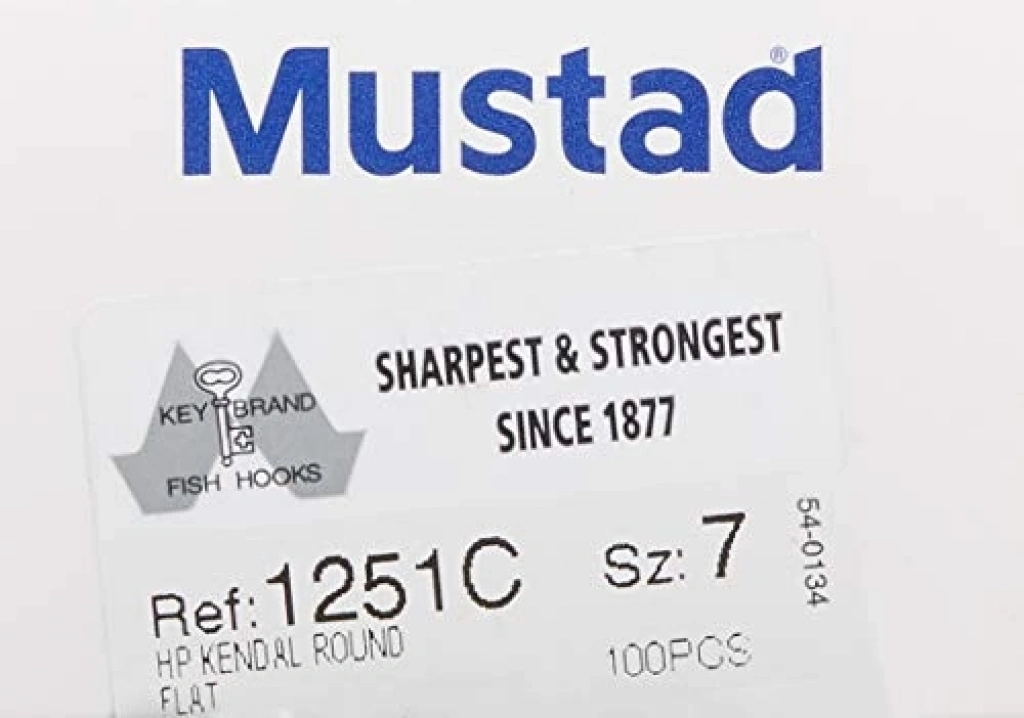 Mustad®
SHARPEST & STRONGEST
SINCE 1877
KEY BRAND
FISH HOOKS
Ref: 1251C
Sz: 7
54-0134
HP KENDAL ROUND
FLAT
100PCS